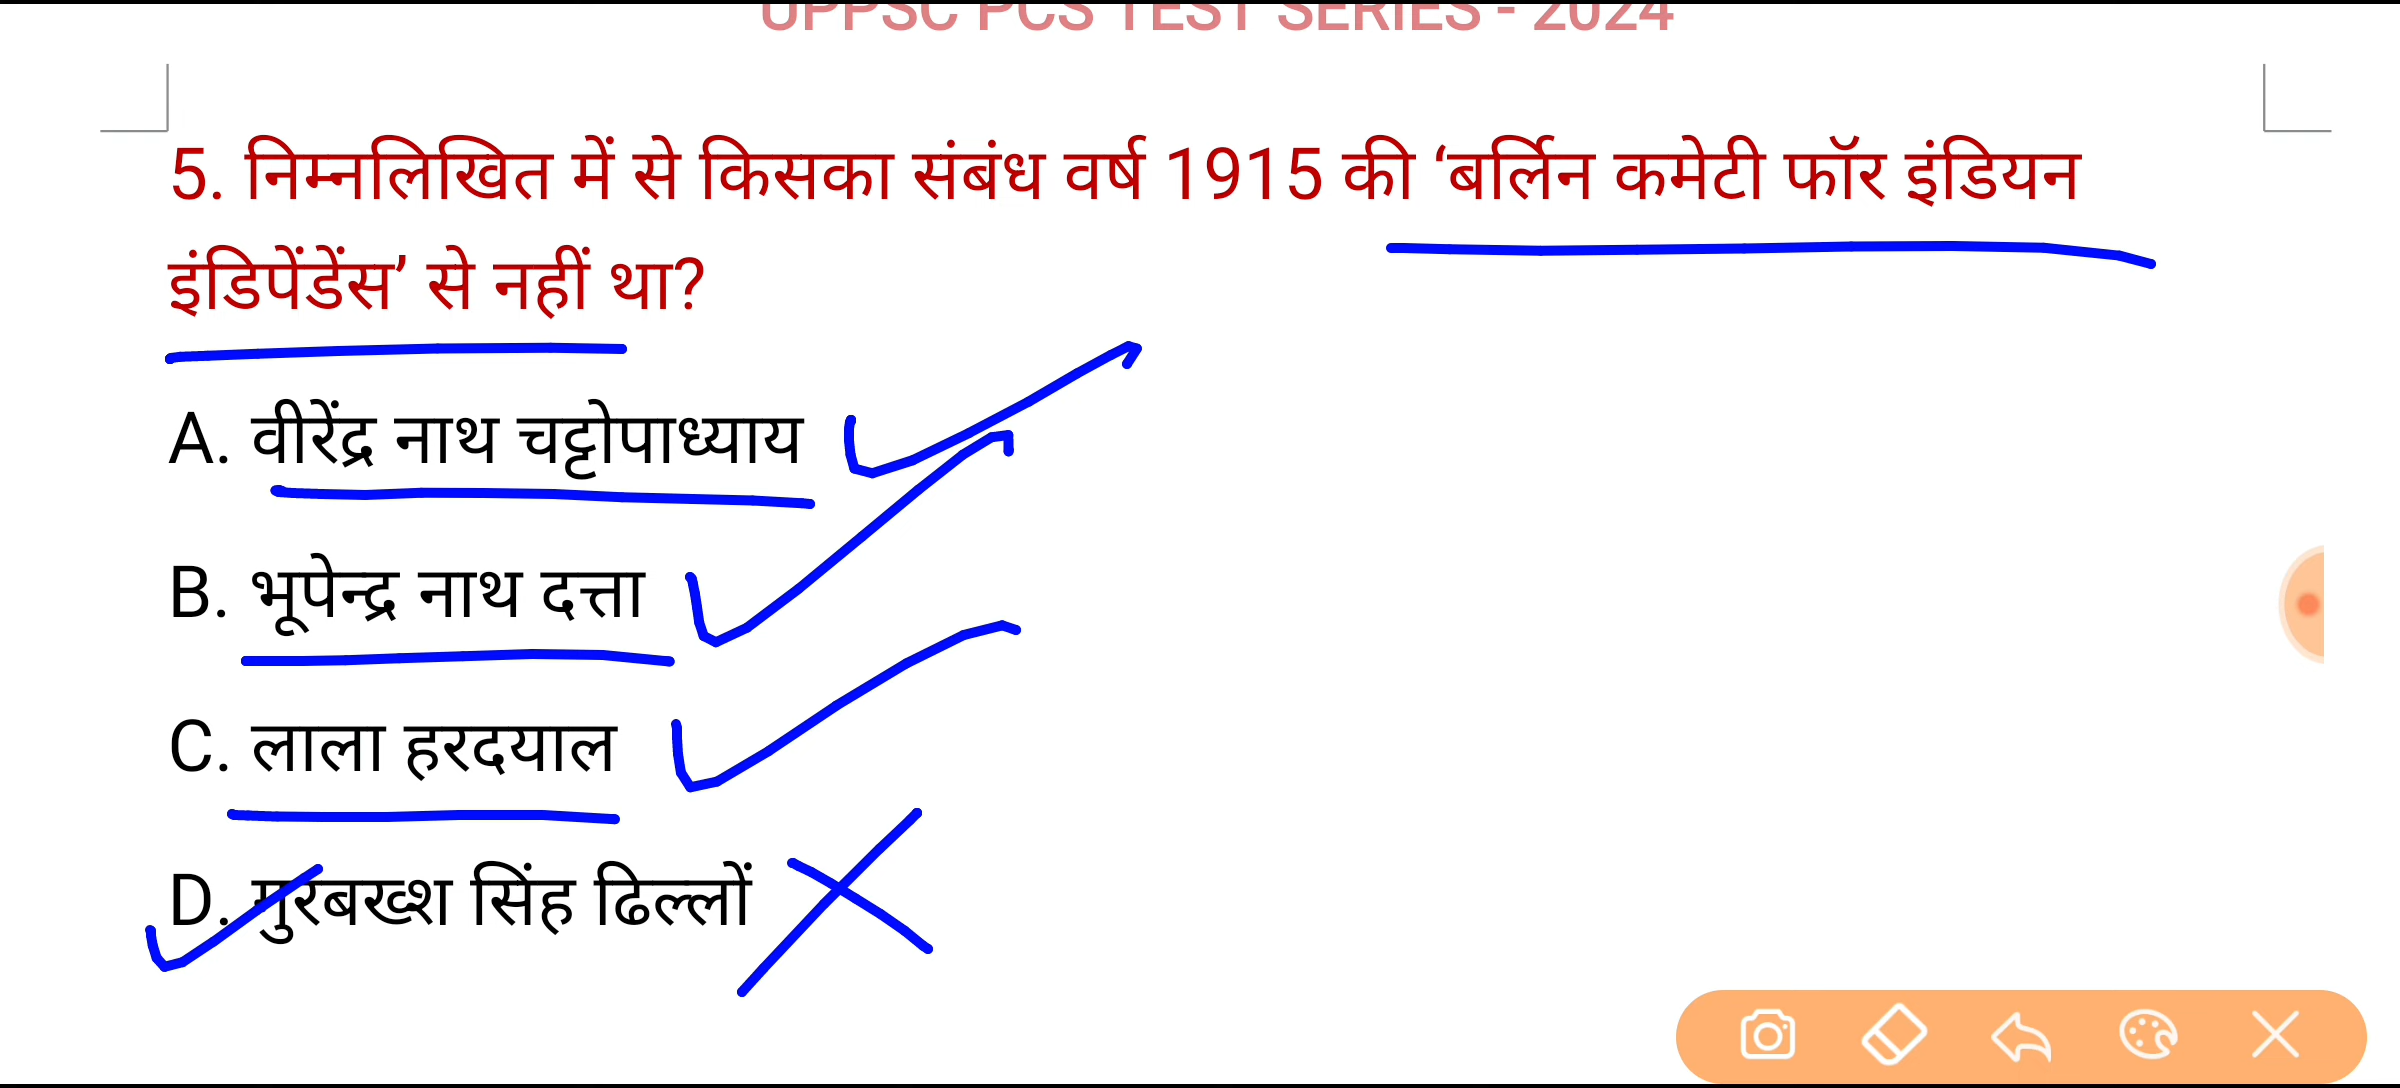 UPPSC PCS TEST SERIES - 2024
5. निम्नलिखित में से किसका संबंध वर्ष 1915 की ‘बर्लिन कमेटी फॉर इंडियन
इंडिपेंडेंस’ से नहीं था?
A. वीरेंद्र नाथ चट्टोपाध्याय
B. भूपेन्द्र नाथ दत्ता
C. लाला हरदयाल
D. गुरबख्श सिंह ढिल्लों